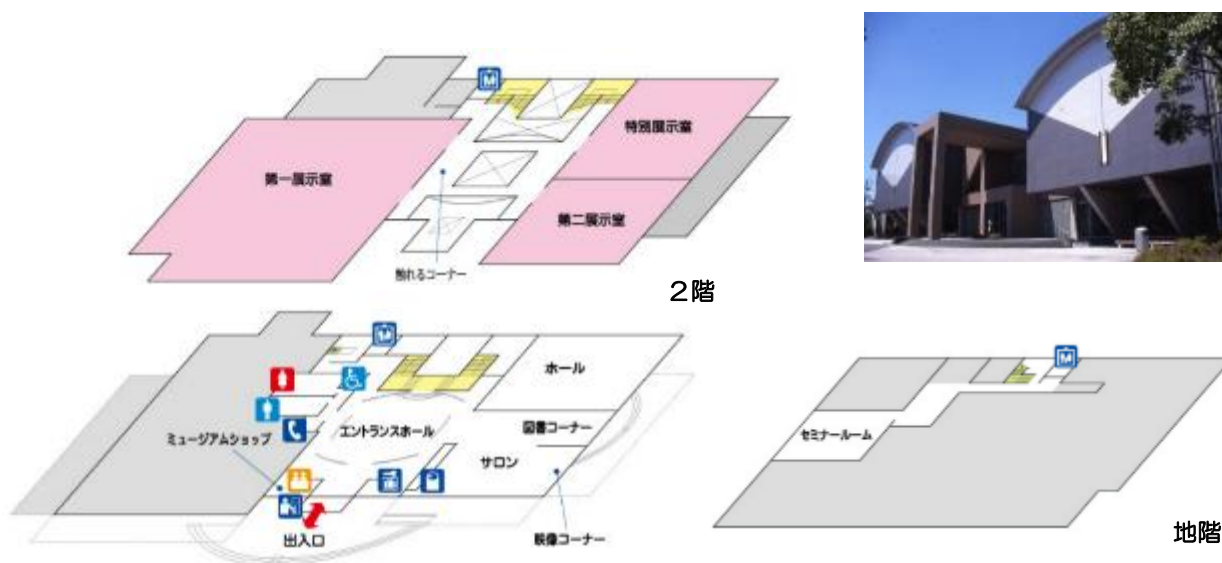 特別展示室
第一展示室
第二展示室
触れるコーナー
2階
ホール
図書コーナー
エントランスホール
ミュージアムショップ
サロン
セミナールーム
出入口
映像コーナー
地階